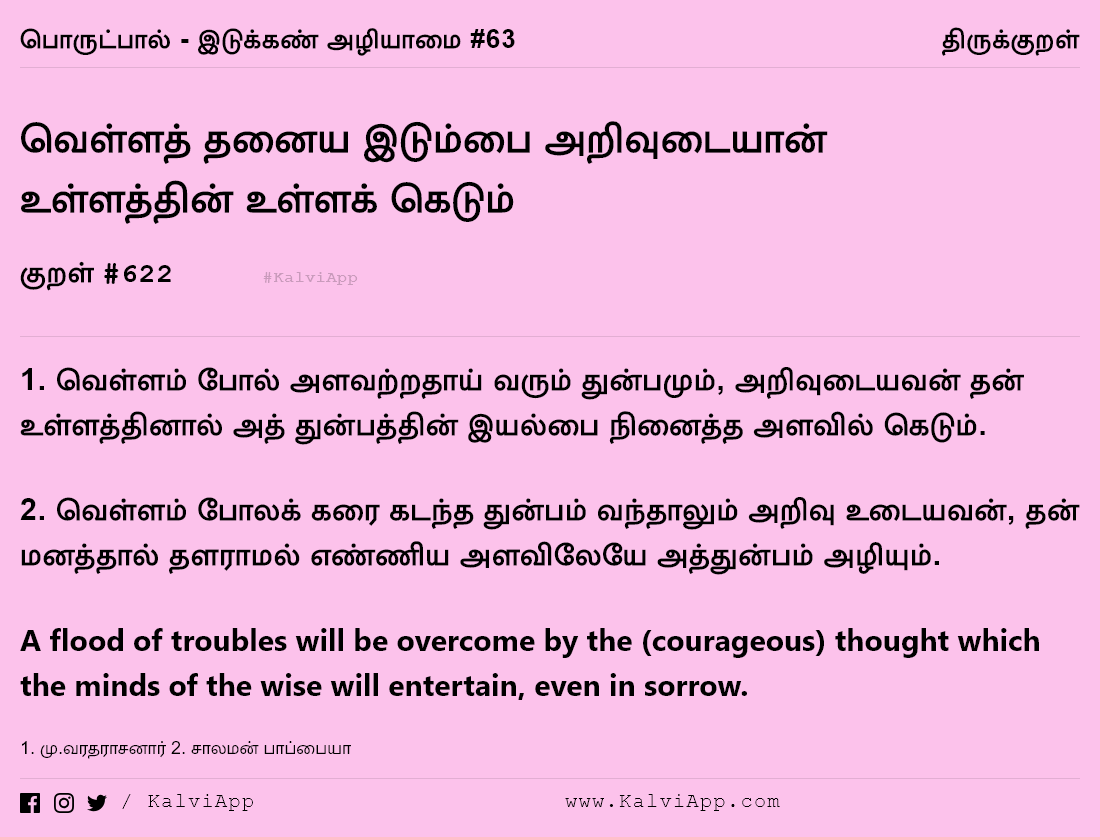 பொருட்பால் - இடுக்கண் அழியாமை #63
திருக்குறள்
வெள்ளத் தனைய இடும்பை அறிவுடையான்
உள்ளத்தின் உள்ளக் கெடும்
குறள் #622
#KalviApp
1. வெள்ளம் போல் அளவற்றதாய் வரும் துன்பமும், அறிவுடையவன் தன்
உள்ளத்தினால் அத் துன்பத்தின் இயல்பை நினைத்த அளவில் கெடும்.
2. வெள்ளம் போலக் கரை கடந்த துன்பம் வந்தாலும் அறிவு உடையவன், தன்
மனத்தால் தளராமல் எண்ணிய அளவிலேயே அத்துன்பம் அழியும்.
A flood of troubles will be overcome by the (courageous) thought which
the minds of the wise will entertain, even in sorrow.
1. மு.வரதராசனார் 2. சாலமன் பாப்பையா
/ KalviApp
www.KalviApp.com